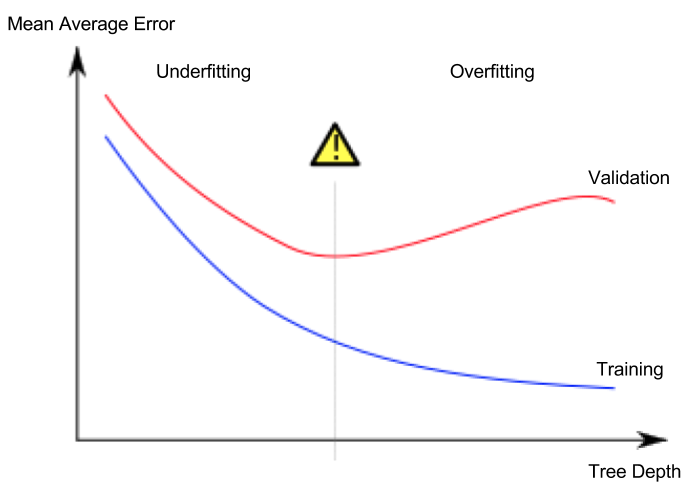 Mean Average Error
Underfitting
Overfitting
!
Validation
Training
Tree Depth